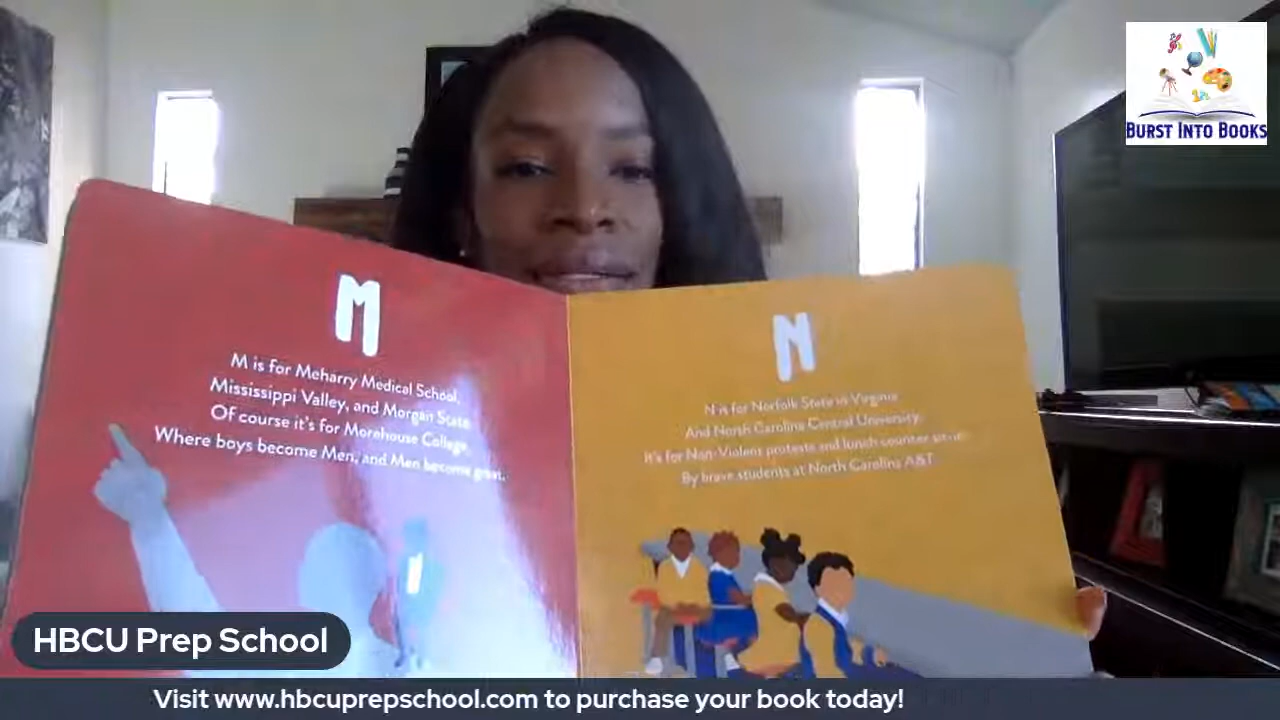 BURST INTO BOOKS
M
M is for Meharry Medical School,
Mississippi Valley, and Morgan State
Of course it's for Morehouse College,
Where boys become Men, and Men become great.
N
N is for Norfolk State in Virginia
And North Carolina Central University.
It's for Non-Violent protests and lunch counter sit-ins
By brave students at North Carolina A&T
HBCU Prep School
Visit www.hbcuprepschool.com to purchase your book today!